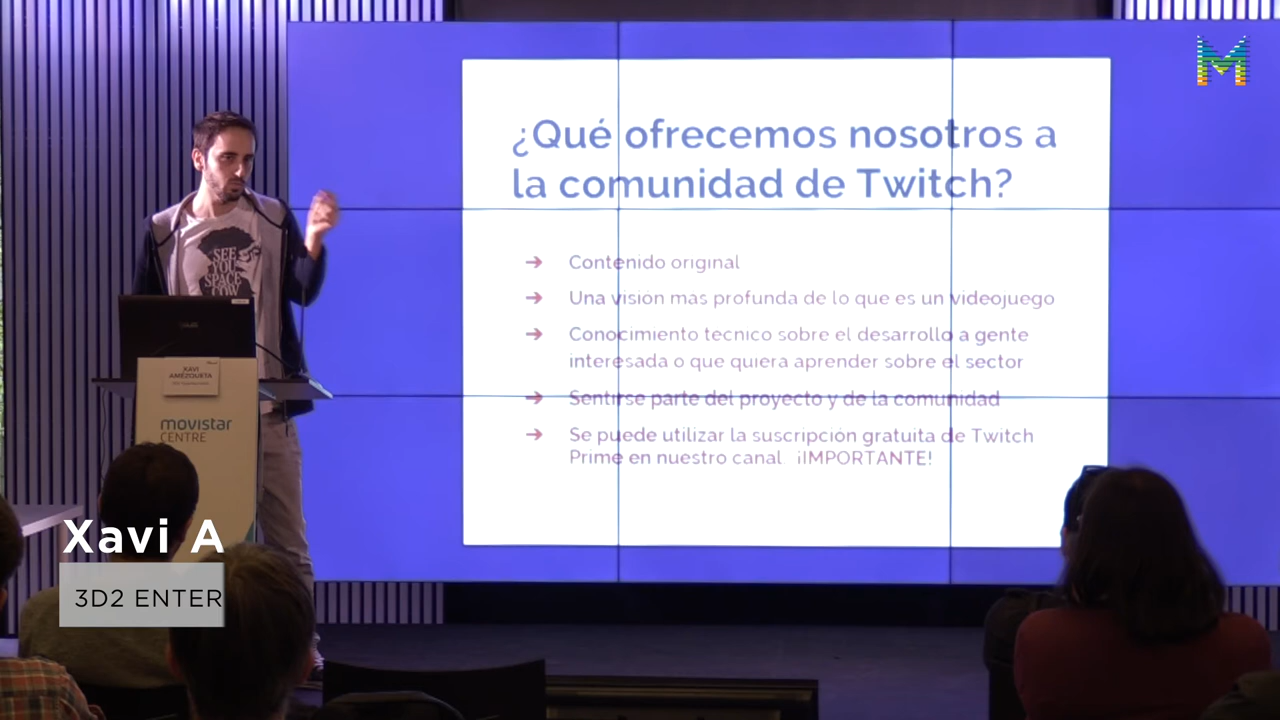 ¿Qué ofrecemos nosotros a
la comunidad de Twitch?
➔ Contenido original
➔ Una visión mas profunda de lo que es un videojuego
➔ Conocimiento tecnico sobre el desarrollo a gente
interesada o que quiera aprender sobre el sector
➔ Sentirse parte del proyecto y de la comunidad
➔ Se puede utilizar la suscripción gratuita de Twitch
Prime en nuestro canal. ¡IMPORTANTE!
M
SEE
YOU
SPACE
COW
XAVI
AMÉZQUETA
movistar
CENTRE
Xavi A
3D2 ENTER